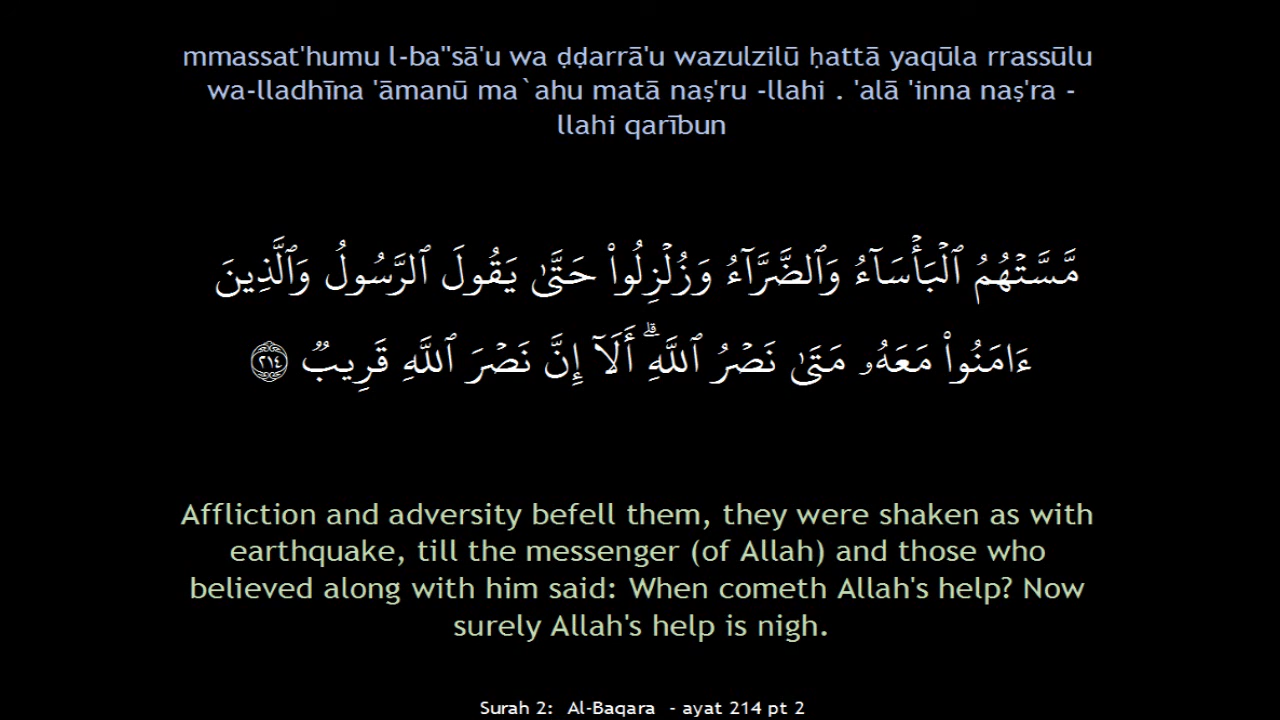 mmassat'humu l-ba"sā'u wa ḍḍarrā'u wazulzilū ḥattā yaqūla rrassūlu
wa-lladhīna 'āmanū ma`ahu matā naṣ'ru -llahi . 'alā 'inna naṣ'ra -
llahi qarībun
مَّسَّتۡهُمُ ٱلۡبَأۡسَآءُ وَٱلضَّرَّآءُ وَزُلۡزِلُواْ حَتَّىٰ يَقُولَ ٱلرَّسُولُ وَٱلَّذِينَ
ءَامَنُواْ مَعَهُۥ مَتَىٰ نَصۡرُ ٱللَّهِۗ أَلَآ إِنَّ نَصۡرَ ٱللَّهِ قَرِيبٞ ٢١٤
Affliction and adversity befell them, they were shaken as with
earthquake, till the messenger (of Allah) and those who
believed along with him said: When cometh Allah's help? Now
surely Allah's help is nigh.
Surah 2: Al-Baqara - ayat 214 pt 2